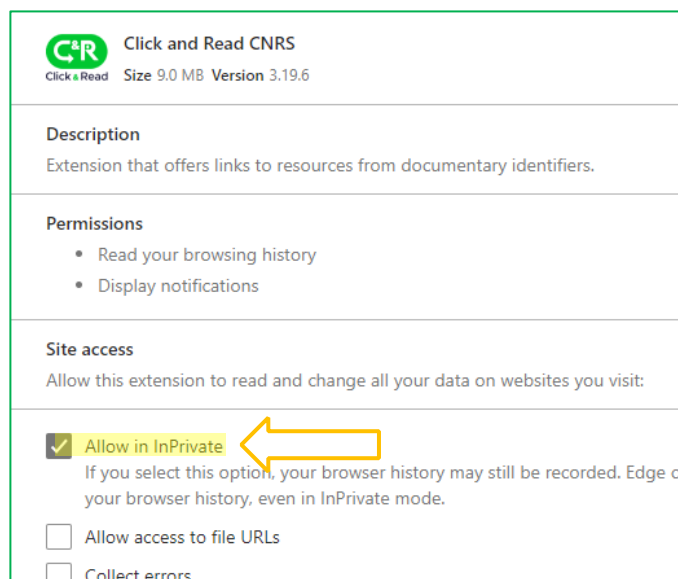 C&R
Click & Read
Click and Read CNRS
Size 9.0 MB Version 3.19.6
Description
Extension that offers links to resources from documentary identifiers.
Permissions
• Read your browsing history
• Display notifications
Site access
Allow this extension to read and change all your data on websites you visit:
Allow in InPrivate
If you select this option, your browser history may still be recorded. Edge
your browser history, even in InPrivate mode.
Allow access to file URLs
Collect errors